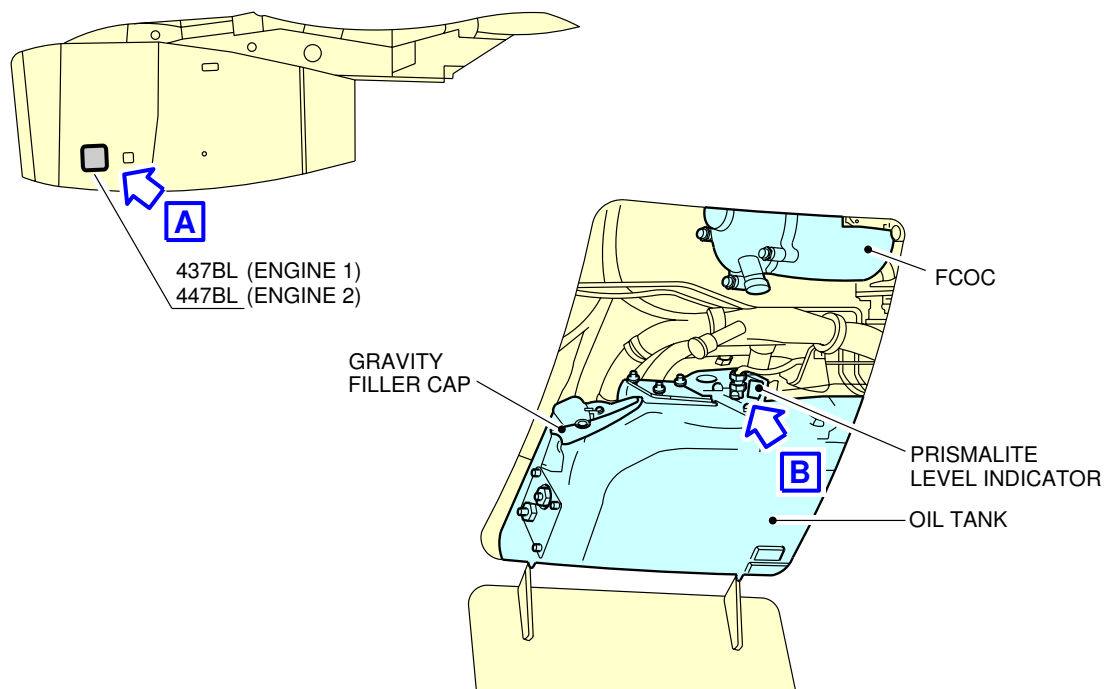 A
437BL (ENGINE 1)
447BL (ENGINE 2)
FCOC
GRAVITY
FILLER CAP
B
PRISMALITE
LEVEL INDICATOR
OIL TANK